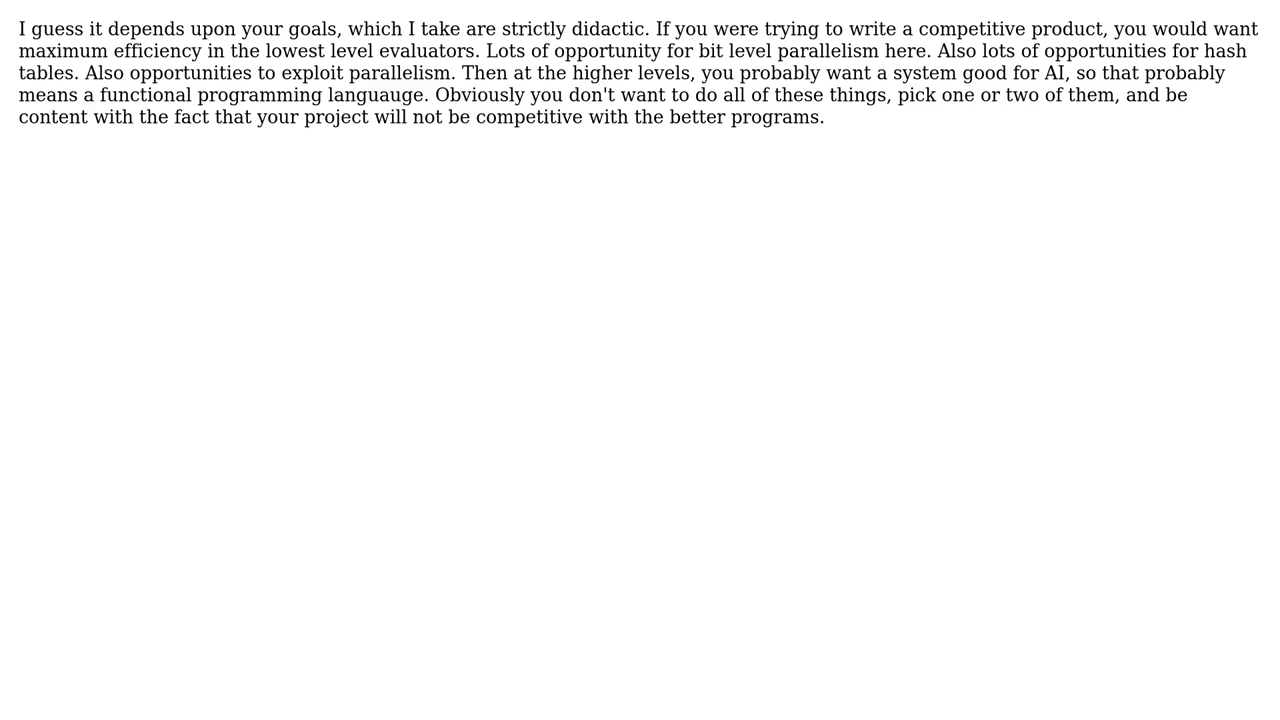 I guess it depends upon your goals, which I take are strictly didactic. If you were trying to write a competitive product, you would want
maximum efficiency in the lowest level evaluators. Lots of opportunity for bit level parallelism here. Also lots of opportunities for hash
tables. Also opportunities to exploit parallelism. Then at the higher levels, you probably want a system good for AI, so that probably
means a functional programming languauge. Obviously you don't want to do all of these things, pick one or two of them, and be
content with the fact that your project will not be competitive with the better programs.